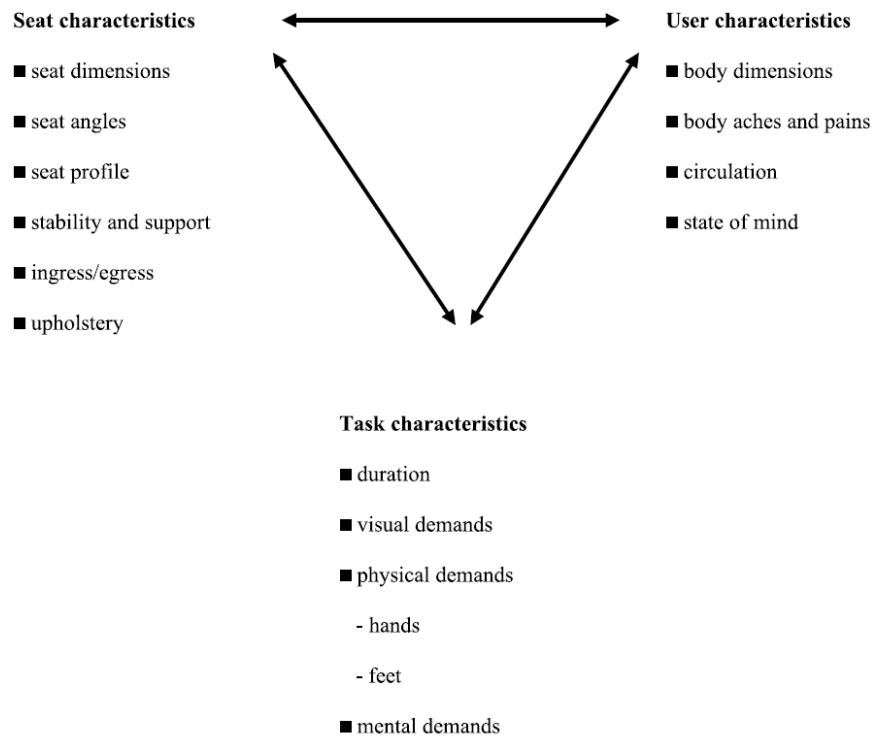 Seat characteristics
■ seat dimensions
■ seat angles
■ seat profile
■ stability and support
■ ingress/egress
■ upholstery
User characteristics
■ body dimensions
■ body aches and pains
■ circulation
■ state of mind
Task characteristics
■ duration
■ visual demands
■ physical demands
- hands
- feet
■ mental demands